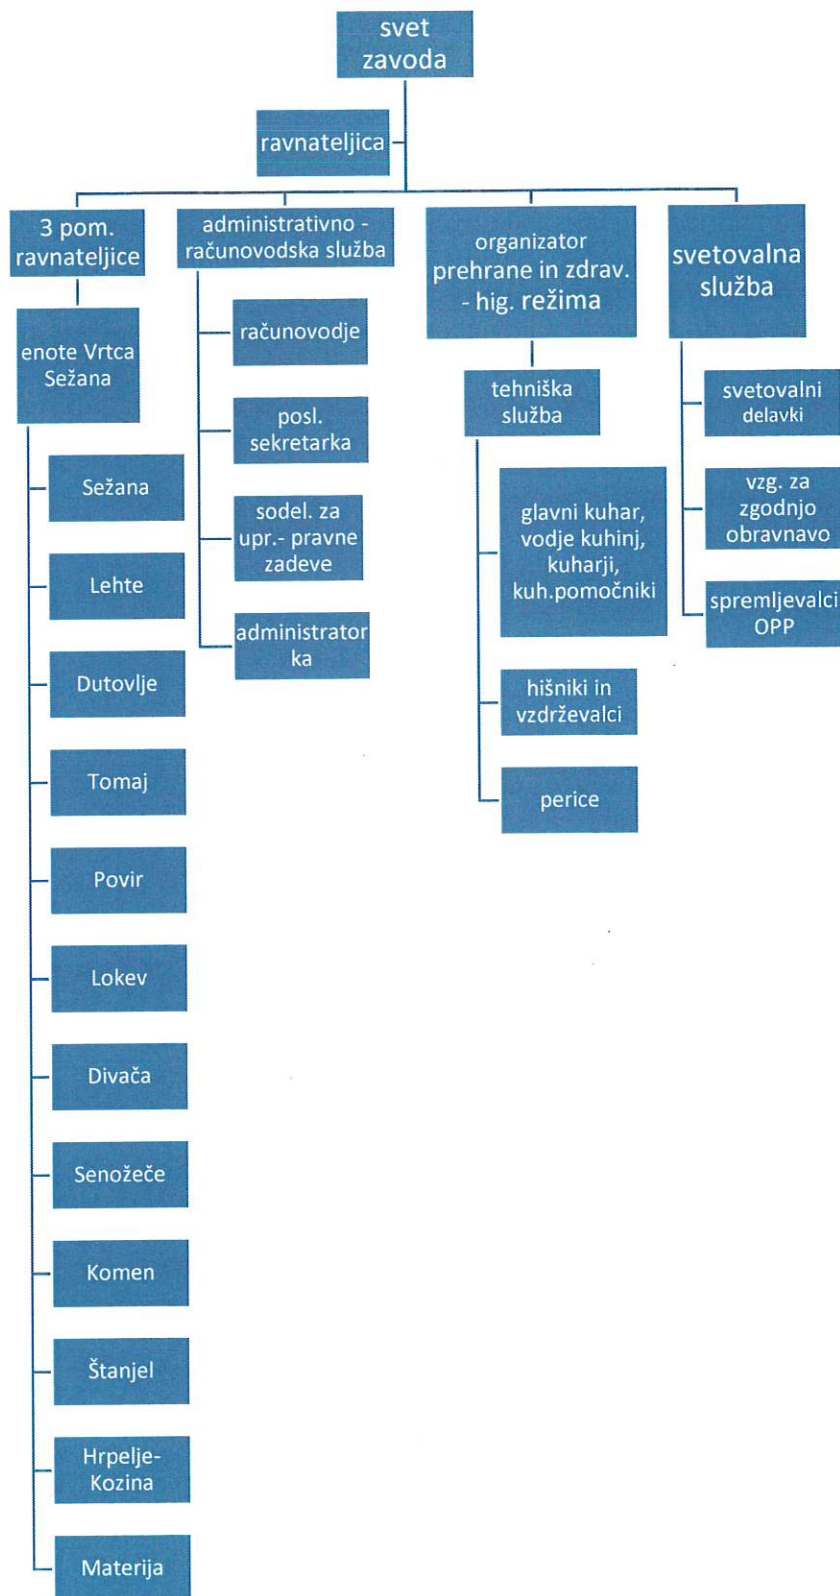 svet
zavoda
ravnateljica
3 pom.
ravnateljice
enote Vrtca
Sežana
Sežana
Lehte
Dutovlje
Tomaj
Povir
Lokev
Divača
Senožeče
Komen
Štanjel
Hrpelje-
Kozina
Materija
administrativno -
računovodska služba
računovodje
posl.
sekretarka
sodel. za
upr.- pravne
zadeve
administrator
ka
organizator
prehrane in zdrav.
- hig. režima
tehniška
služba
glavni kuhar,
vodje kuhinj,
kuharji,
kuh.pomočniki
hišniki in
vzdrževalci
perice
svetovalna
služba
svetovalni
delavki
vzg. za
zgodnjo
obravnavo
spremljevalci
OPP